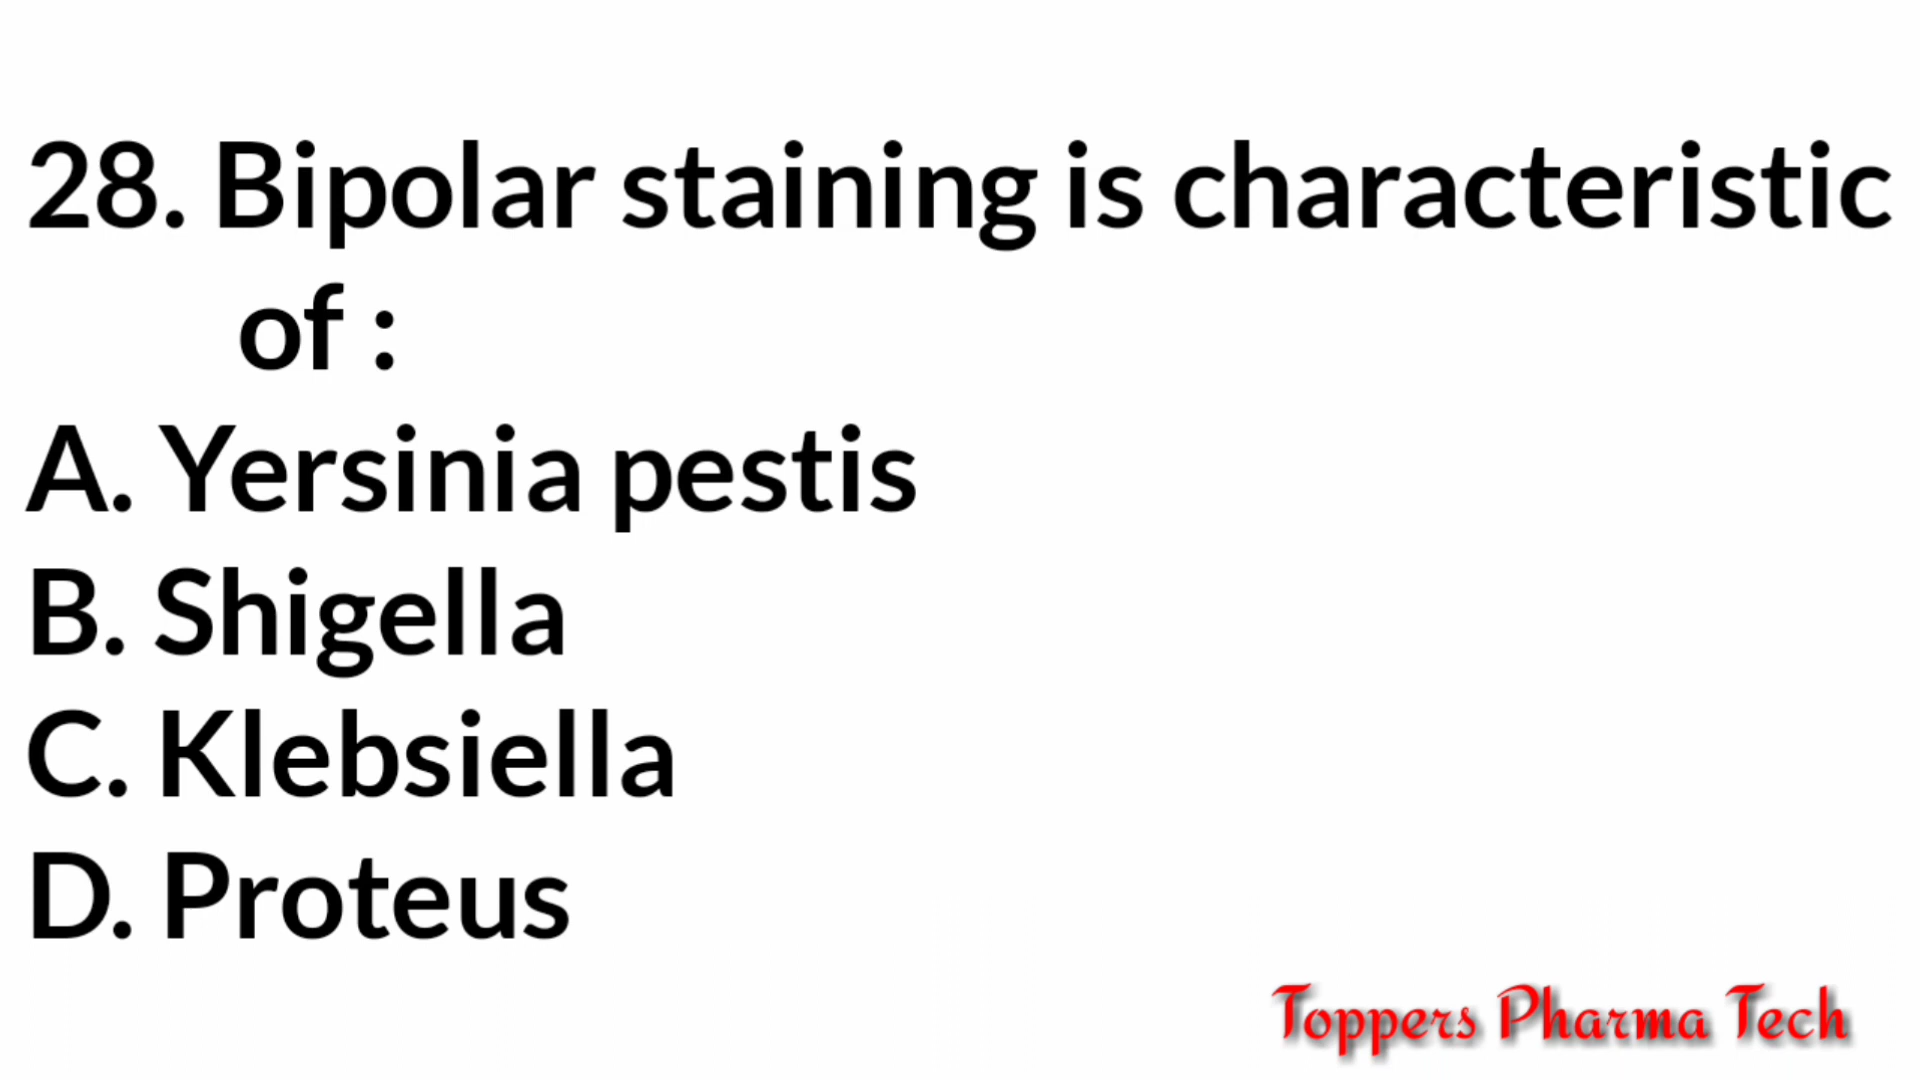 28. Bipolar staining is characteristic
of :
A. Yersinia pestis
B. Shigella
C. Klebsiella
D. Proteus
Toppers Pharma Tech